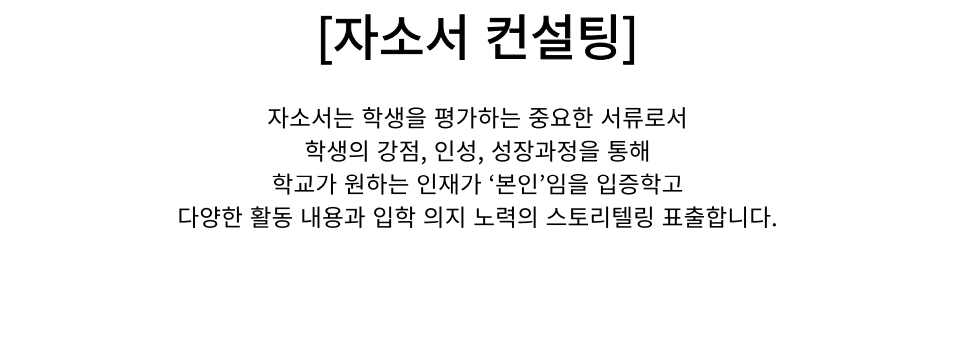 [자소서 컨설팅]
자소서는 학생을 평가하는 중요한 서류로서
학생의 강점, 인성, 성장과정을 통해
학교가 원하는 인재가 ‘본인’임을 입증학고
다양한 활동 내용과 입학 의지 노력의 스토리텔링 표출합니다.